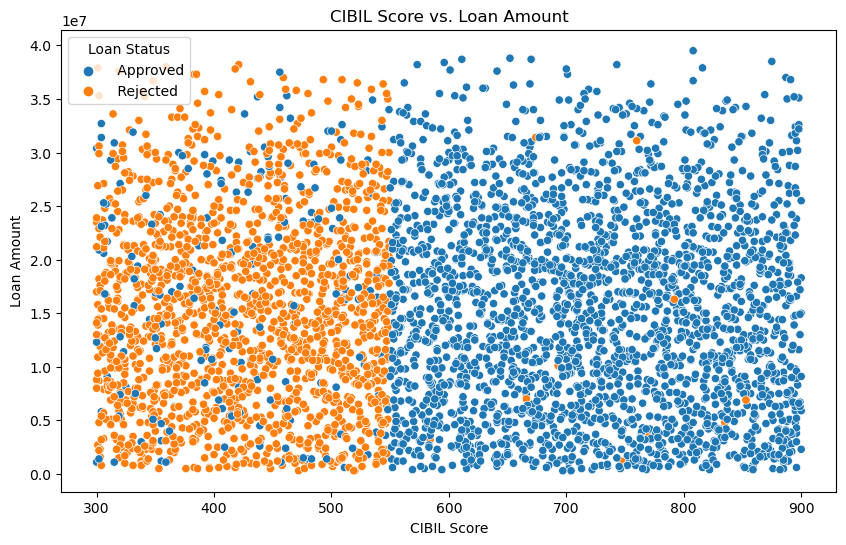 CIBIL Score vs. Loan Amount
1e7
Loan Status
Approved
Rejected
4.0
3.5
3.0
2.5
2.0
1.5
1.0
0.5
0.0
Loan Amount
300 400 500 600 700 800 900
CIBIL Score